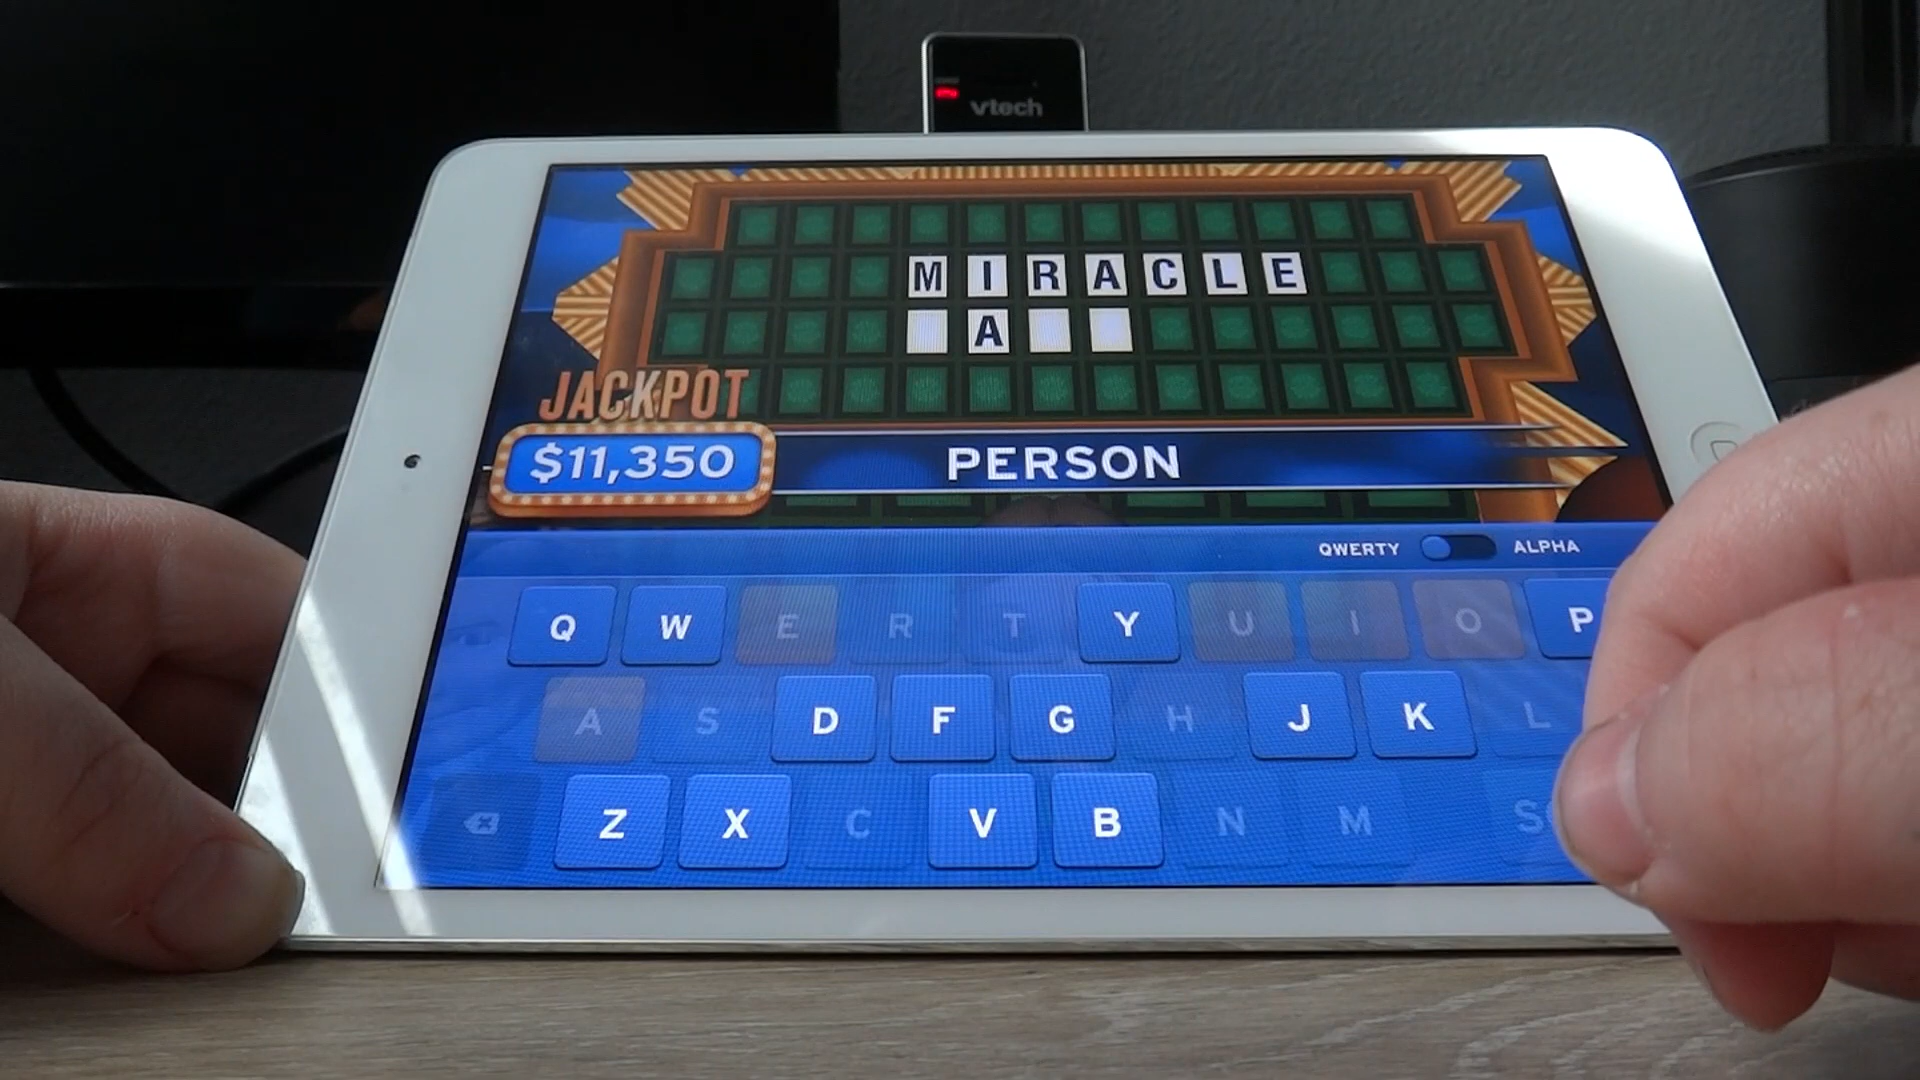 vtech
MIRACLE
A
JACKPOT
$11,350
PERSON
QWERTY ALPHA
Q W E R T Y U I O P
A S D F G H J K L
Z X C V B N M